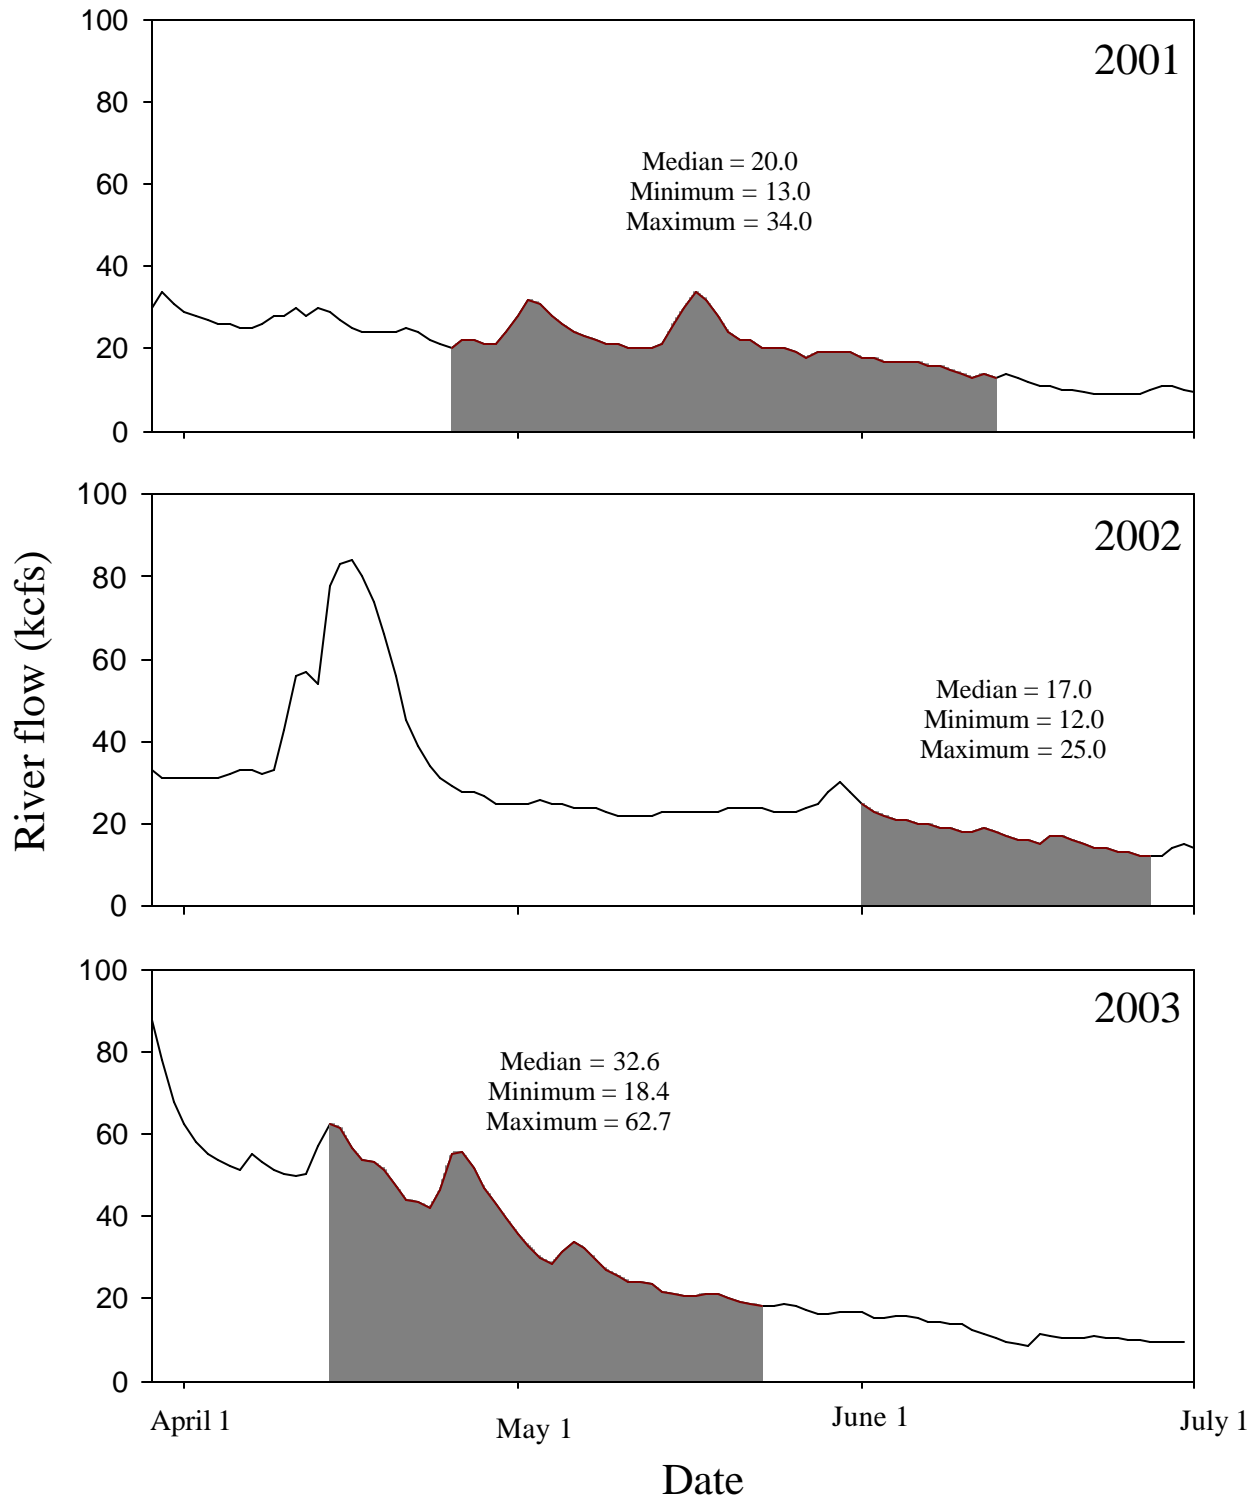 100
2001
80
Median = 20.0
60
Minimum = 13.0
Maximum = 34.0
40
20
0
100
2002
80
60
Median = 17.0
Minimum = 12.0
Maximum = 25.0
40
20
0
River flow (kcfs)
100
2003
80
Median = 32.6
Minimum = 18.4
Maximum = 62.7
60
40
20
0
April 1
May 1
June 1
July 1
Date